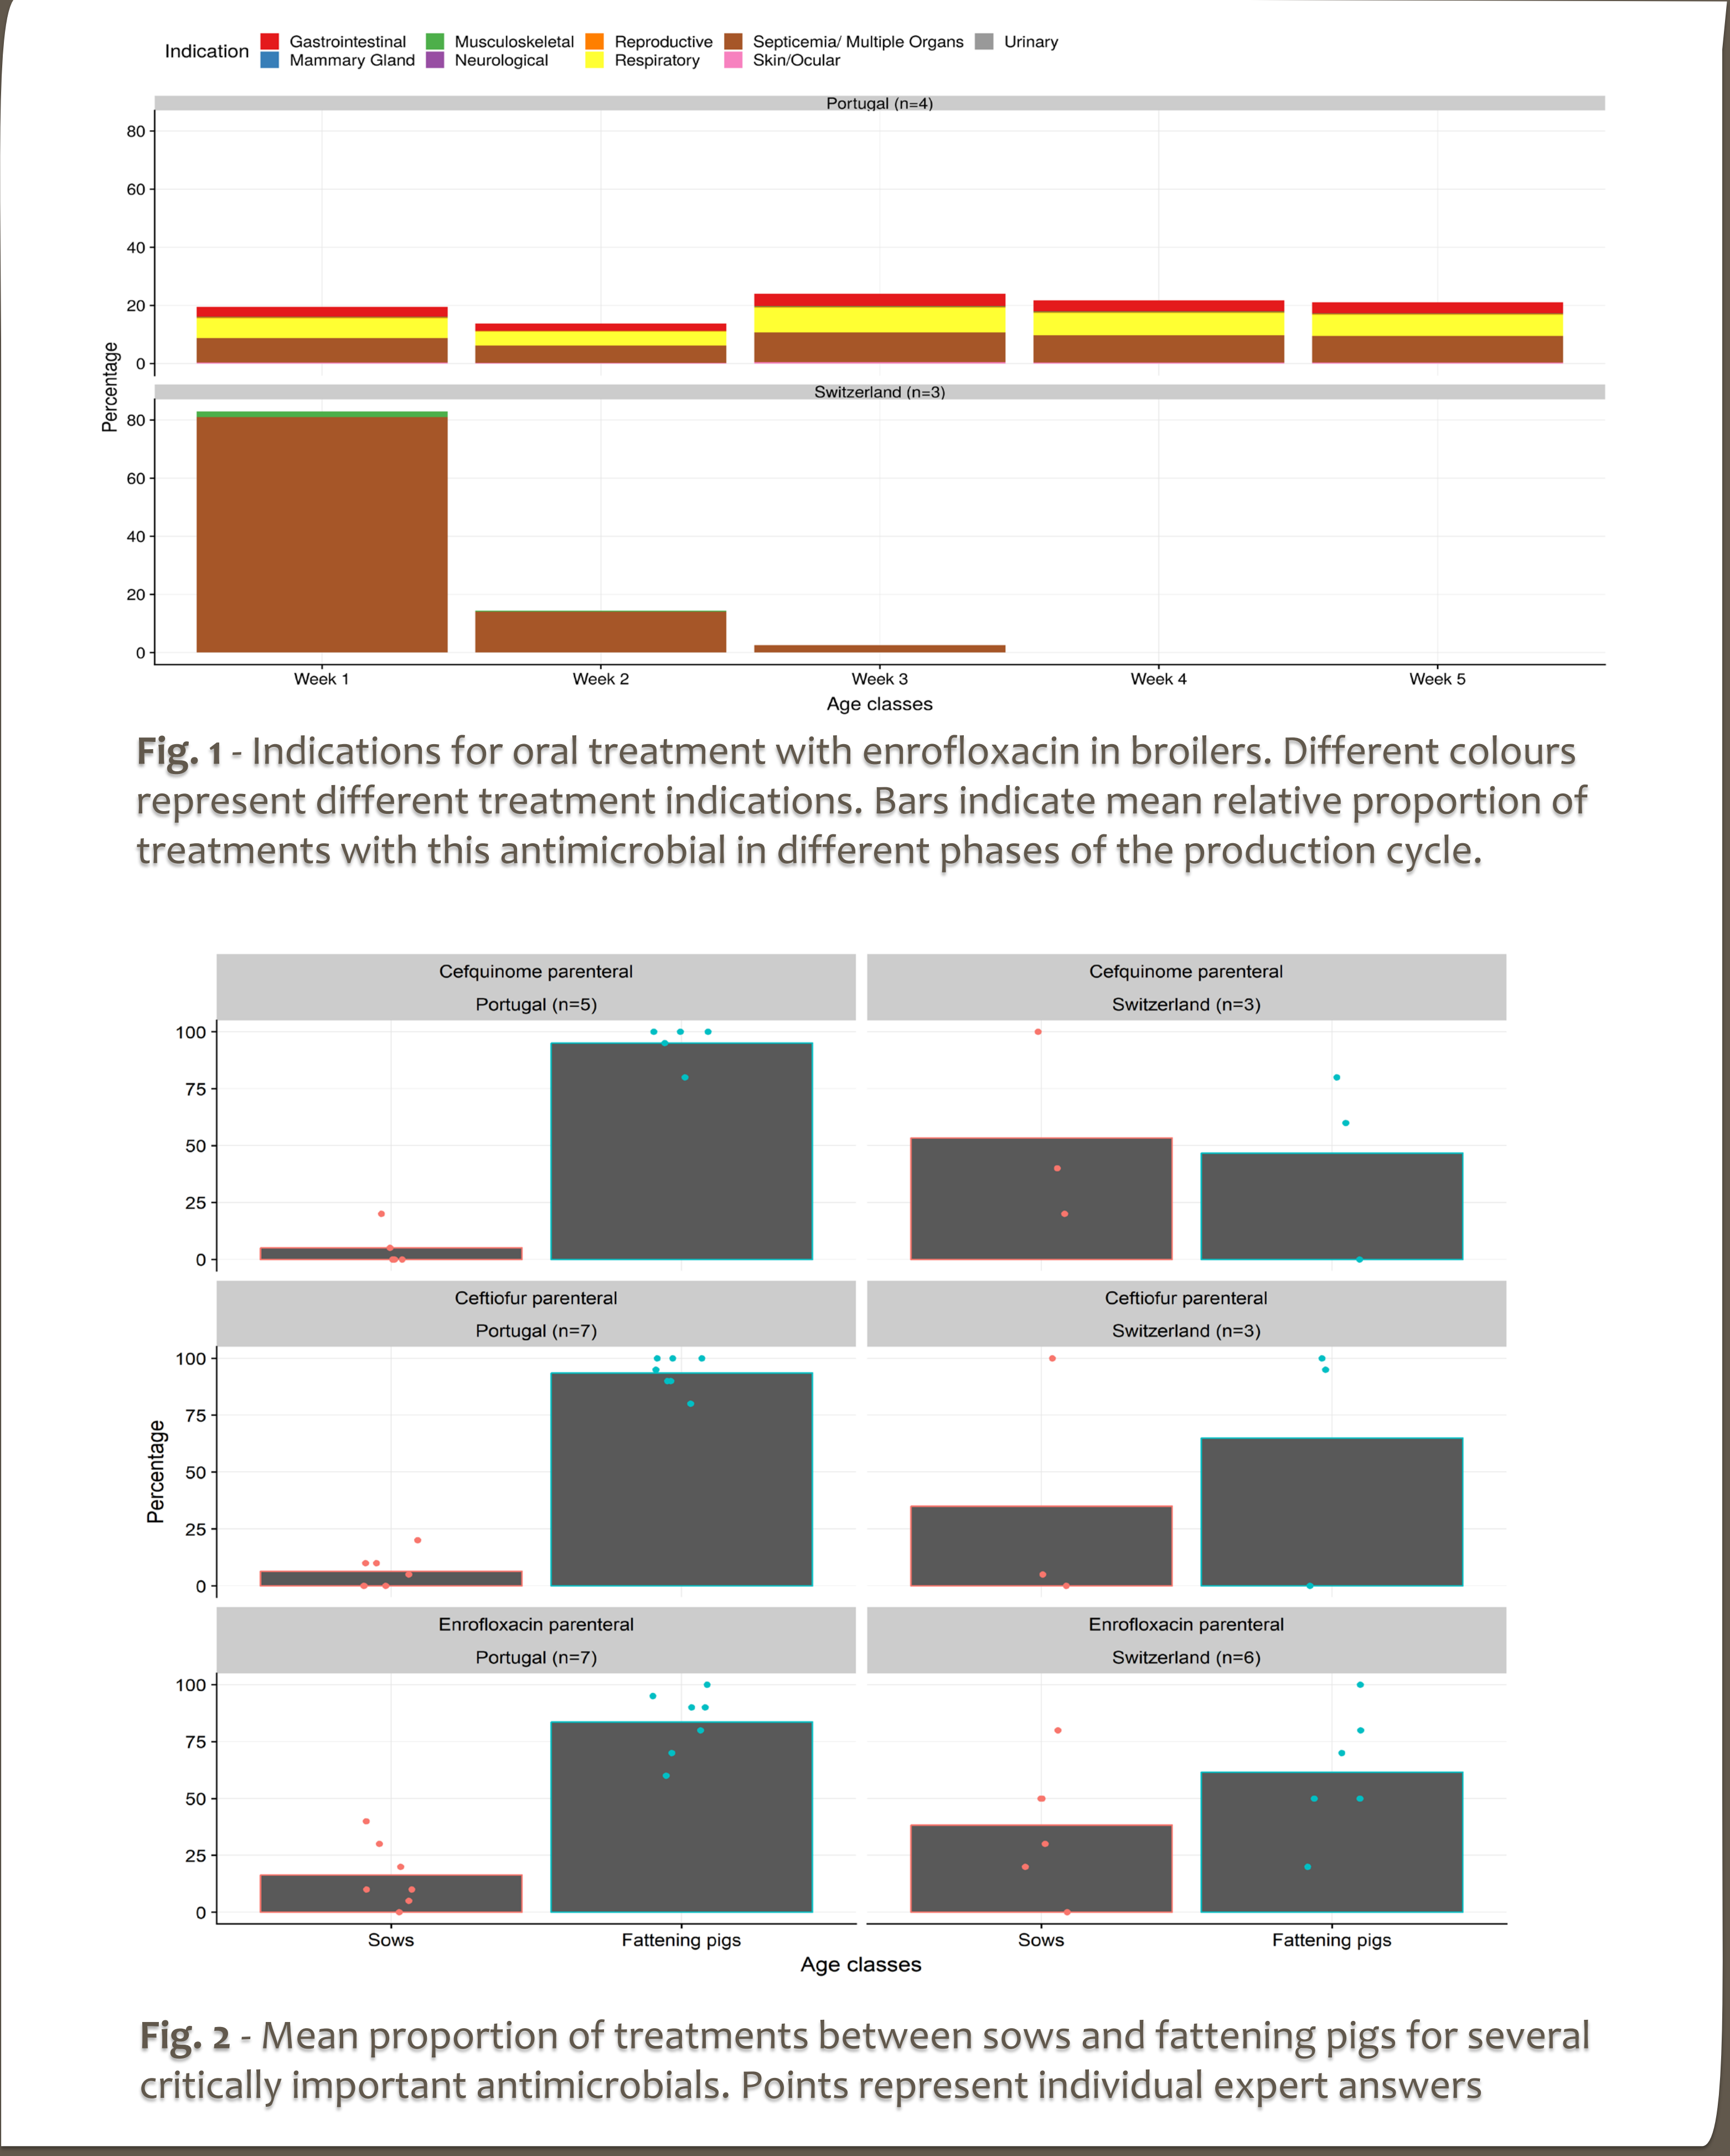 Indication
Gastrointestinal Musculoskeletal Reproductive Septicemia/ Multiple Organs Urinary
Mammary Gland Neurological Respiratory Skin/Ocular
Portugal (n=4)
80
60
40
20
0
Percentage
Switzerland (n=3)
80
60
40
20
0
Week 1 Week 2 Week 3 Week 4 Week 5
Age classes
Fig. 1 - Indications for oral treatment with enrofloxacin in broilers. Different colours
represent different treatment indications. Bars indicate mean relative proportion of
treatments with this antimicrobial in different phases of the production cycle.
Cefquinome parenteral Cefquinome parenteral
Portugal (n=5) Switzerland (n=3)
100
75
50
25
0
Ceftiofur parenteral Ceftiofur parenteral
Portugal (n=7) Switzerland (n=3)
100
75
50
25
0
Percentage
Enrofloxacin parenteral Enrofloxacin parenteral
Portugal (n=7) Switzerland (n=6)
100
75
50
25
0
Sows Fattening pigs Sows Fattening pigs
Age classes
Fig. 2 - Mean proportion of treatments between sows and fattening pigs for several
critically important antimicrobials. Points represent individual expert answers